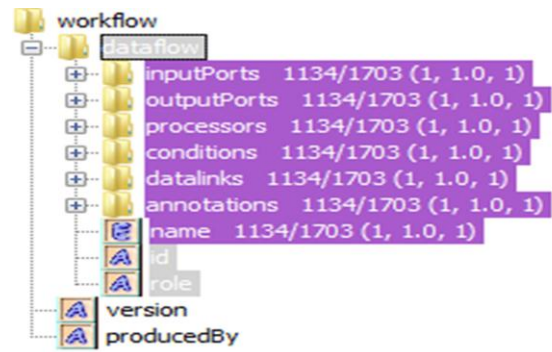 workflow
dataflow
inputPorts 1134/1703 (1, 1.0, 1)
outputPorts 1134/1703 (1, 1.0, 1)
processors 1134/1703 (1, 1.0, 1)
conditions 1134/1703 (1, 1.0, 1)
datalinks 1134/1703 (1, 1.0, 1)
annotations 1134/1703 (1, 1.0, 1)
name 1134/1703 (1, 1.0, 1)
id
role
version
producedBy